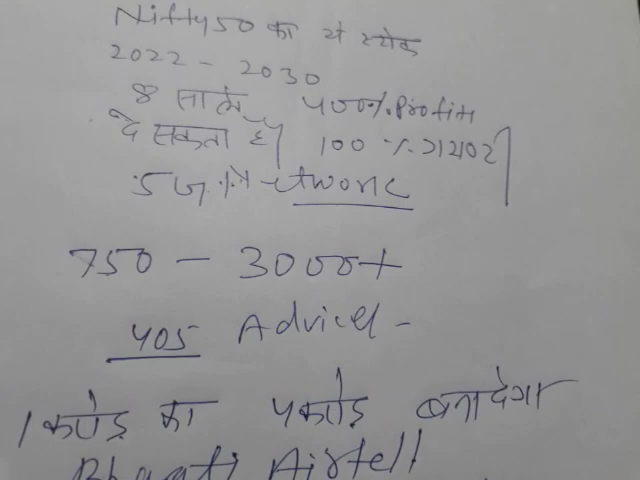 Nifty50 का ये स्टोक
2022 - 2030
8 साल 400% Profit
दे सकता है 100%
5G Network
750 - 3000+
405 Advice -
1 करोड़ का 4 करोड़ बना देगा
Bharti Airtell